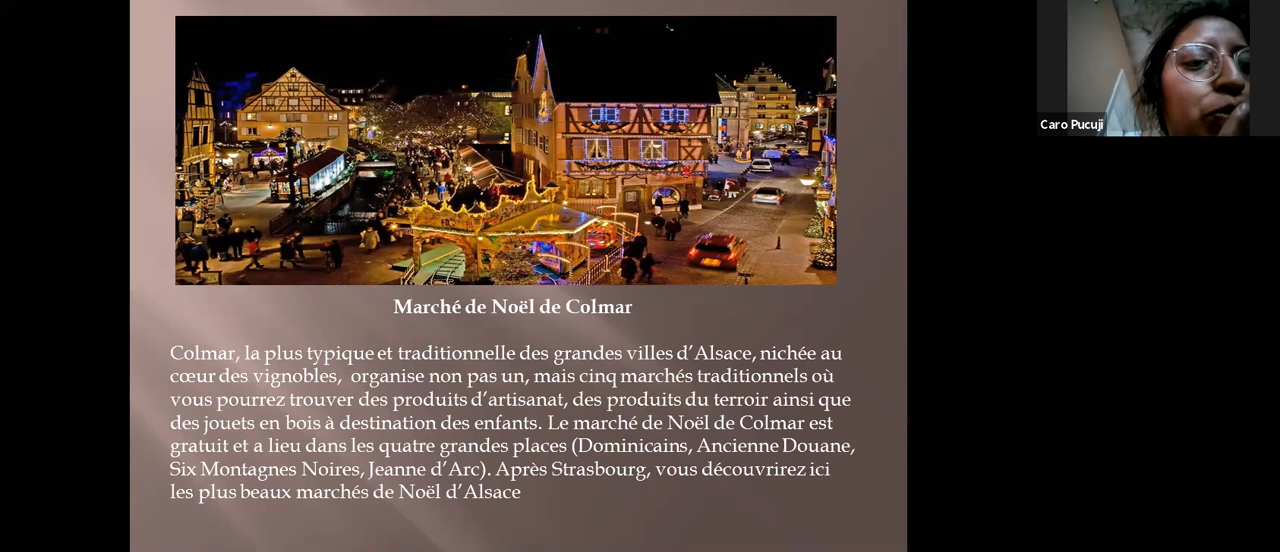 Marché de Noël de Colmar
Colmar, la plus typique et traditionnelle des grandes villes d’Alsace, nichée au
cœur des vignobles,  organise non pas un, mais cinq marchés traditionnels où
vous pourrez trouver des produits d’artisanat, des produits du terroir ainsi que
des jouets en bois à destination des enfants. Le marché de Noël de Colmar est
gratuit et a lieu dans les quatre grandes places (Dominicains, Ancienne Douane,
Six Montagnes Noires, Jeanne d’Arc). Après Strasbourg, vous découvrirez ici
les plus beaux marchés de Noël d’Alsace
Caro Pucuji